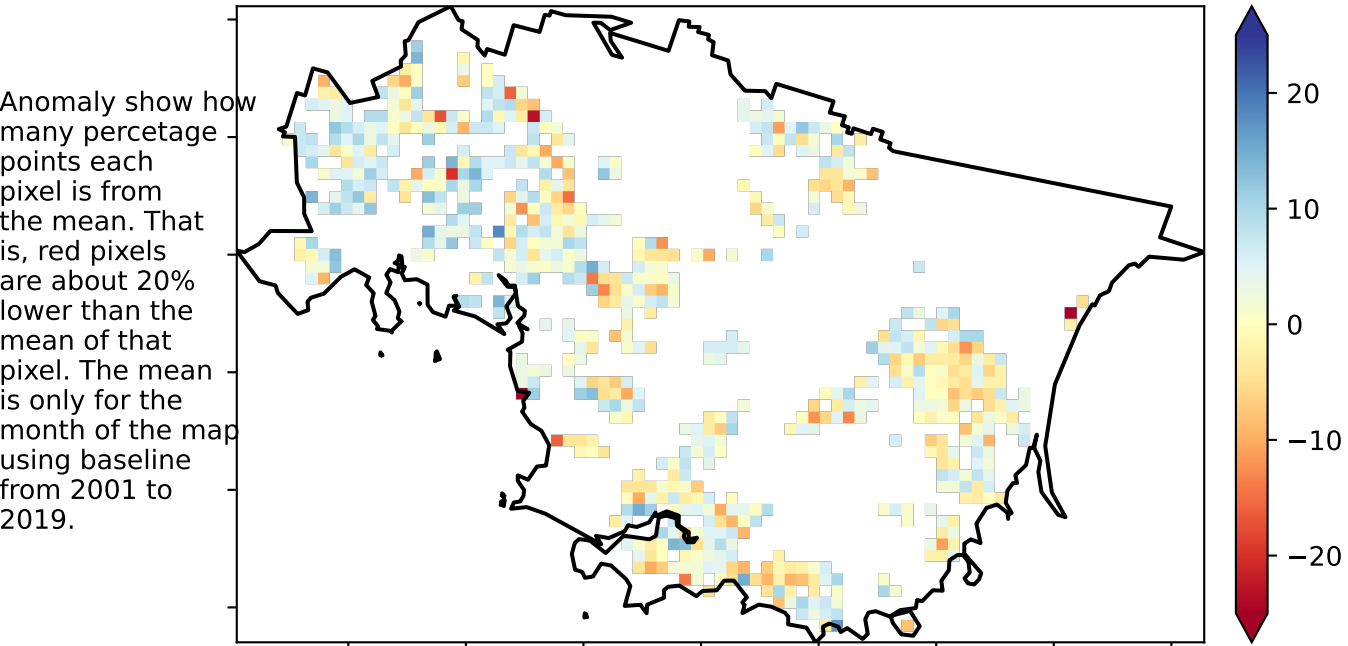 Anomaly show how
many percetage
points each
pixel is from
the mean. That
is, red pixels
are about 20%
lower than the
mean of that
pixel. The mean
is only for the
month of the map
using baseline
from 2001 to
2019.
20
10
0
−10
−20